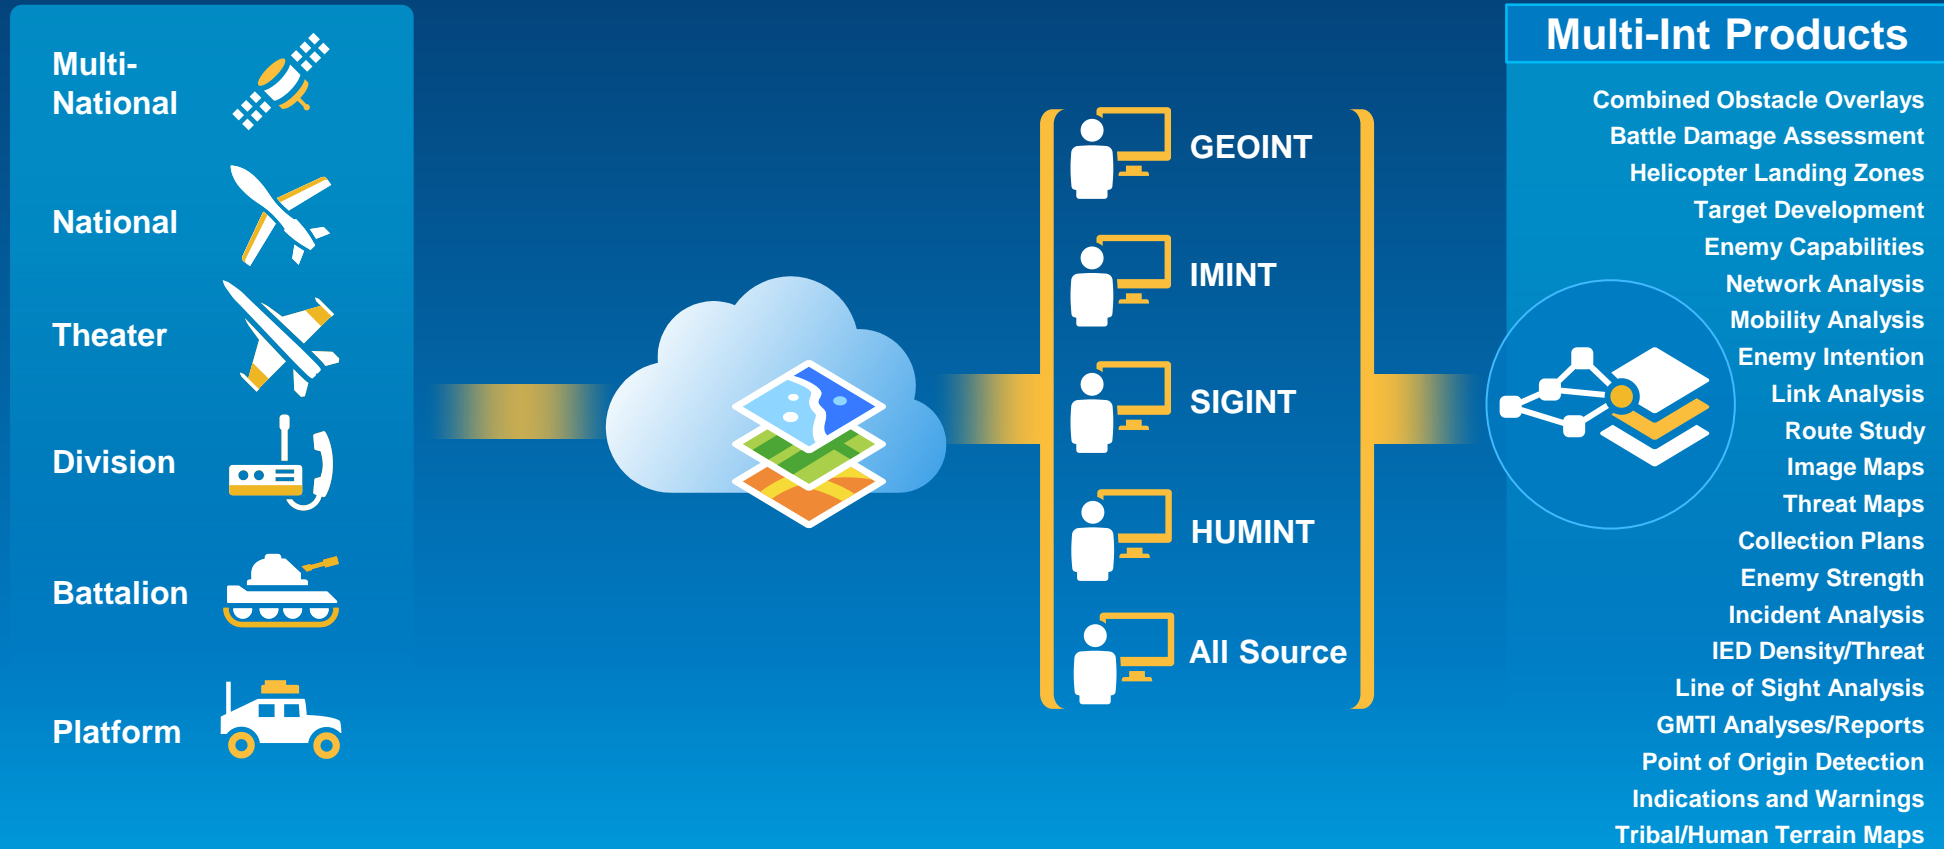 Multi-
National
National
Theater
Division
Battalion
Platform
GEOINT
IMINT
SIGINT
HUMINT
All Source
Multi-Int Products
Combined Obstacle Overlays
Battle Damage Assessment
Helicopter Landing Zones
Target Development
Enemy Capabilities
Network Analysis
Mobility Analysis
Enemy Intention
Link Analysis
Route Study
Image Maps
Threat Maps
Collection Plans
Enemy Strength
Incident Analysis
IED Density/Threat
Line of Sight Analysis
GMTI Analyses/Reports
Point of Origin Detection
Indications and Warnings
Tribal/Human Terrain Maps